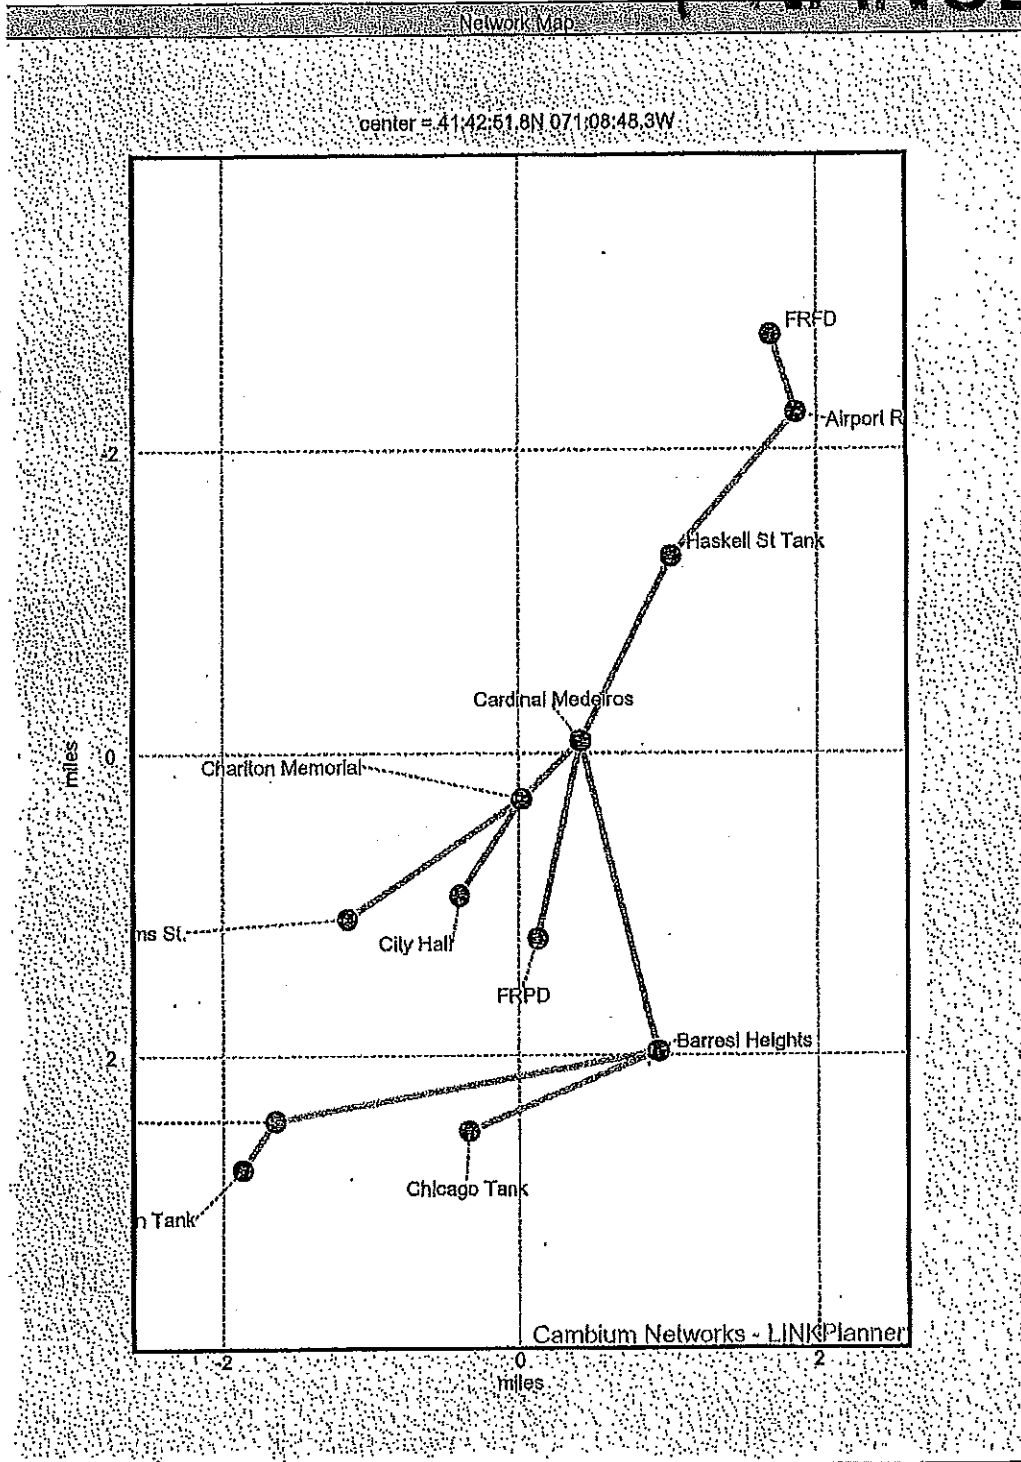 Network Map
center = 41:42:51.8N 071:08:48.3W
FRFD
Airport R
2
Haskell St Tank
Cardinal Medeiros
miles
0
Charlton Memorial
ms St.
City Hall
FRPD
2
Barresi Heights
Chicago Tank
n Tank
Cambium Networks - LINKPlanner
-2
0
2
miles